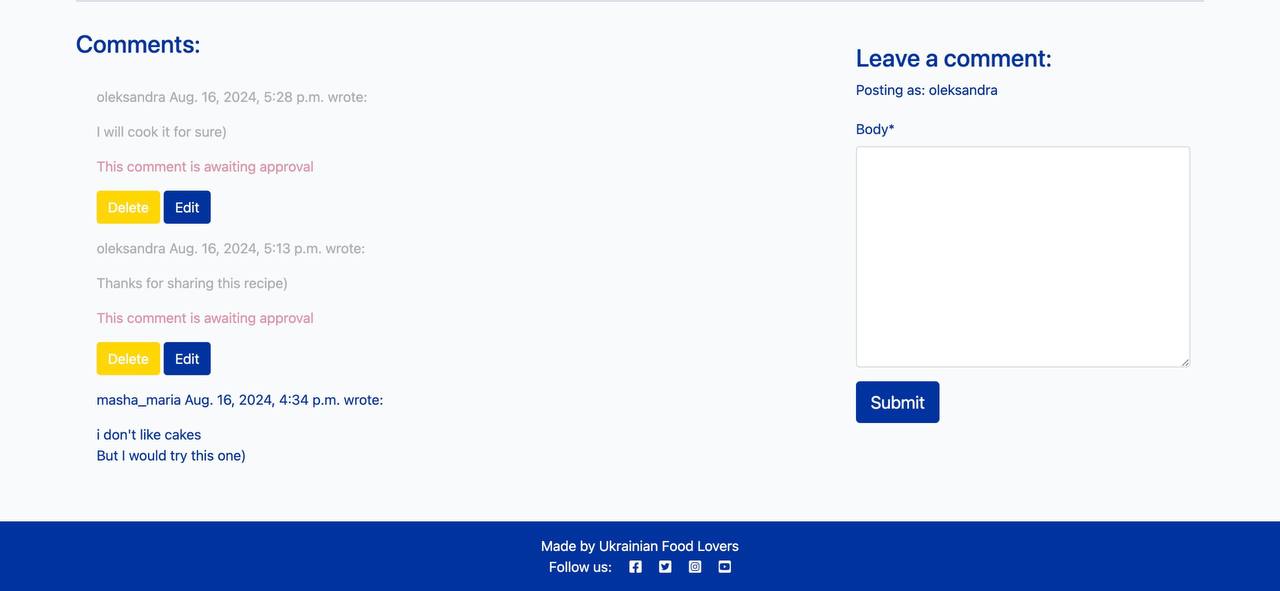 Comments:
oleksandra Aug. 16, 2024, 5:28 p.m. wrote:
I will cook it for sure)
This comment is awaiting approval
Delete Edit
oleksandra Aug. 16, 2024, 5:13 p.m. wrote:
Thanks for sharing this recipe)
This comment is awaiting approval
Delete Edit
masha_maria Aug. 16, 2024, 4:34 p.m. wrote:
i don't like cakes
But I would try this one)
Leave a comment:
Posting as: oleksandra
Body*
Submit
Made by Ukrainian Food Lovers
Follow us: